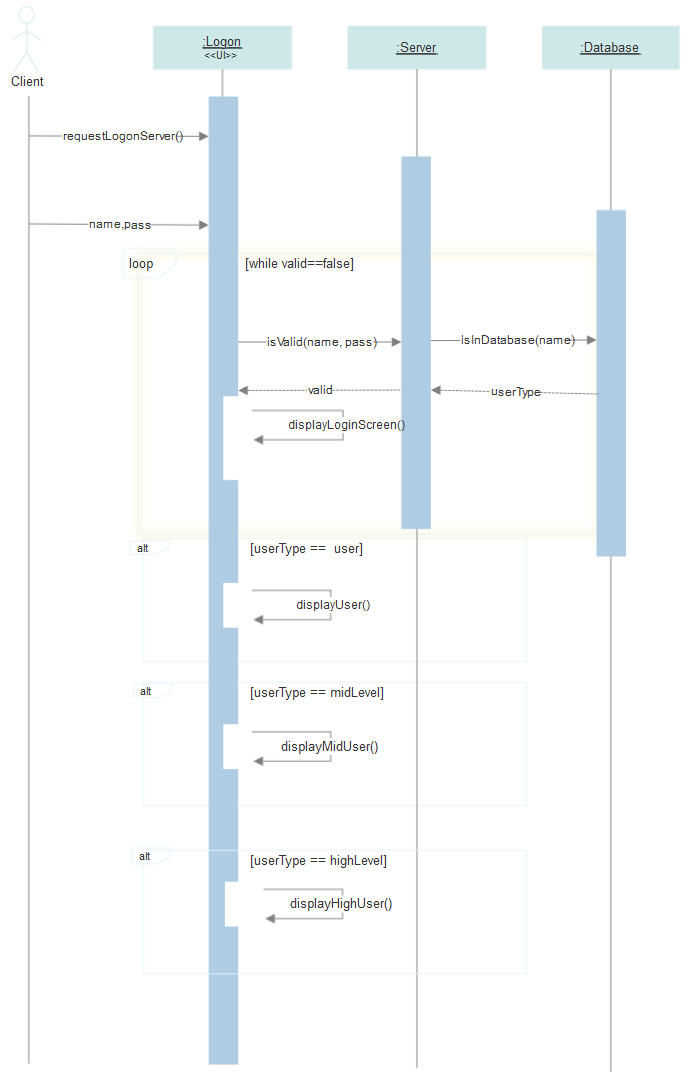 :Logon
<<UI>>
:Server
:Database
Client
requestLogonServer()
name,pass
loop
[while valid==false]
isValid(name, pass)
isInDatabase(name)
valid
userType
displayLoginScreen()
alt
[userType == user]
displayUser()
alt
[userType == midLevel]
displayMidUser()
alt
[userType == highLevel]
displayHighUser()